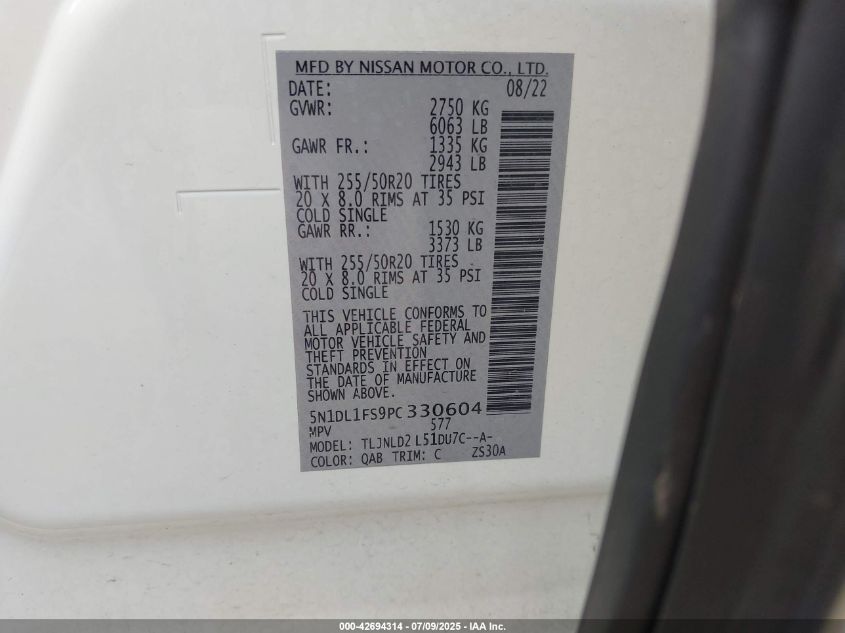 MFD BY NISSAN MOTOR CO., LTD.
DATE: 08/22
GVWR: 2750 KG
6063 LB
GAWR FR.: 1335 KG
2943 LB
WITH 255/50R20 TIRES
20 X 8.0 RIMS AT 35 PSI
COLD SINGLE
GAWR RR.: 1530 KG
3373 LB
WITH 255/50R20 TIRES
20 X 8.0 RIMS AT 35 PSI
COLD SINGLE
THIS VEHICLE CONFORMS TO
ALL APPLICABLE FEDERAL
MOTOR VEHICLE SAFETY AND
THEFT PREVENTION
STANDARDS IN EFFECT ON
THE DATE OF MANUFACTURE
SHOWN ABOVE.
5N1DL1FS9PC330604
MPV 577
MODEL: TLJNLD2 L51DU7C--A-
COLOR: QAB TRIM: C ZS30A
000-42694314 - 07/09/2025 - IAA Inc.